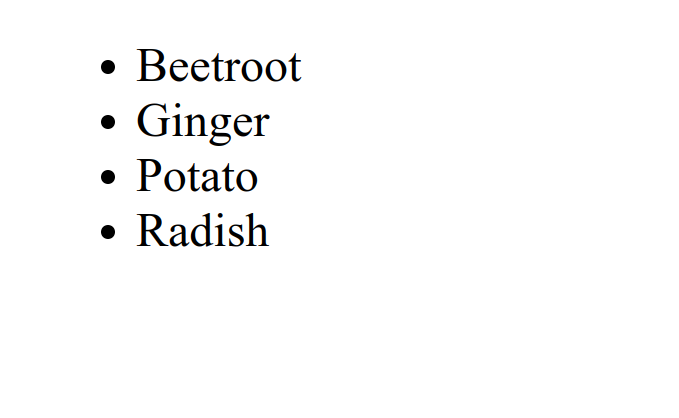 • Beetroot
• Ginger
• Potato
• Radish